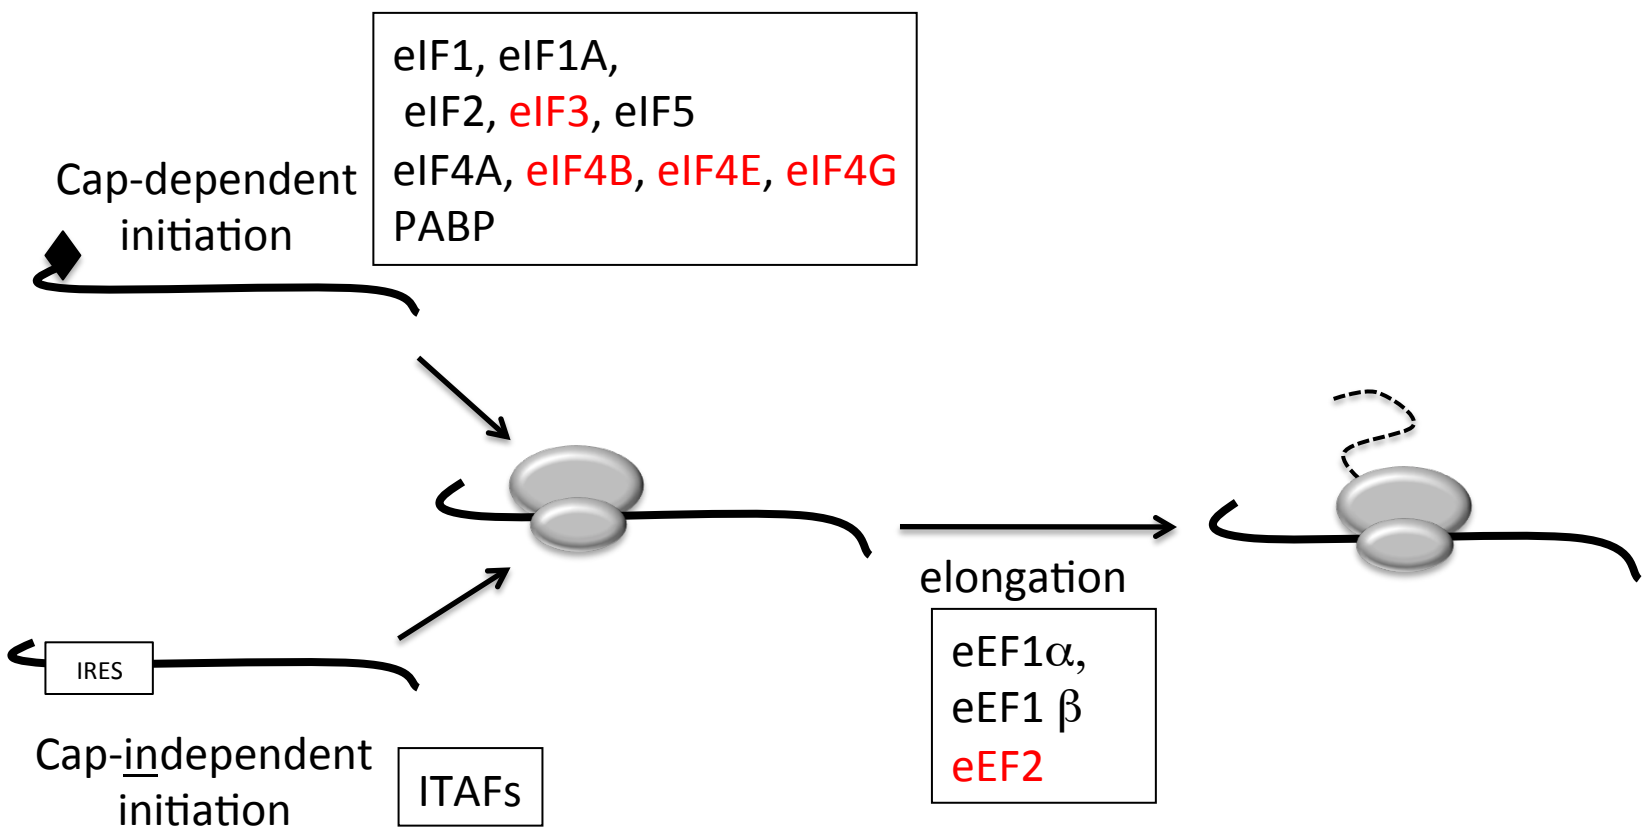 eIF1, eIF1A,
eIF2, eIF3, eIF5
eIF4A, eIF4B, eIF4E, eIF4G
PABP
Cap-dependent
initiation
elongation
eEF1α,
eEF1 β
eEF2
IRES
Cap-independent
initiation
ITAFs